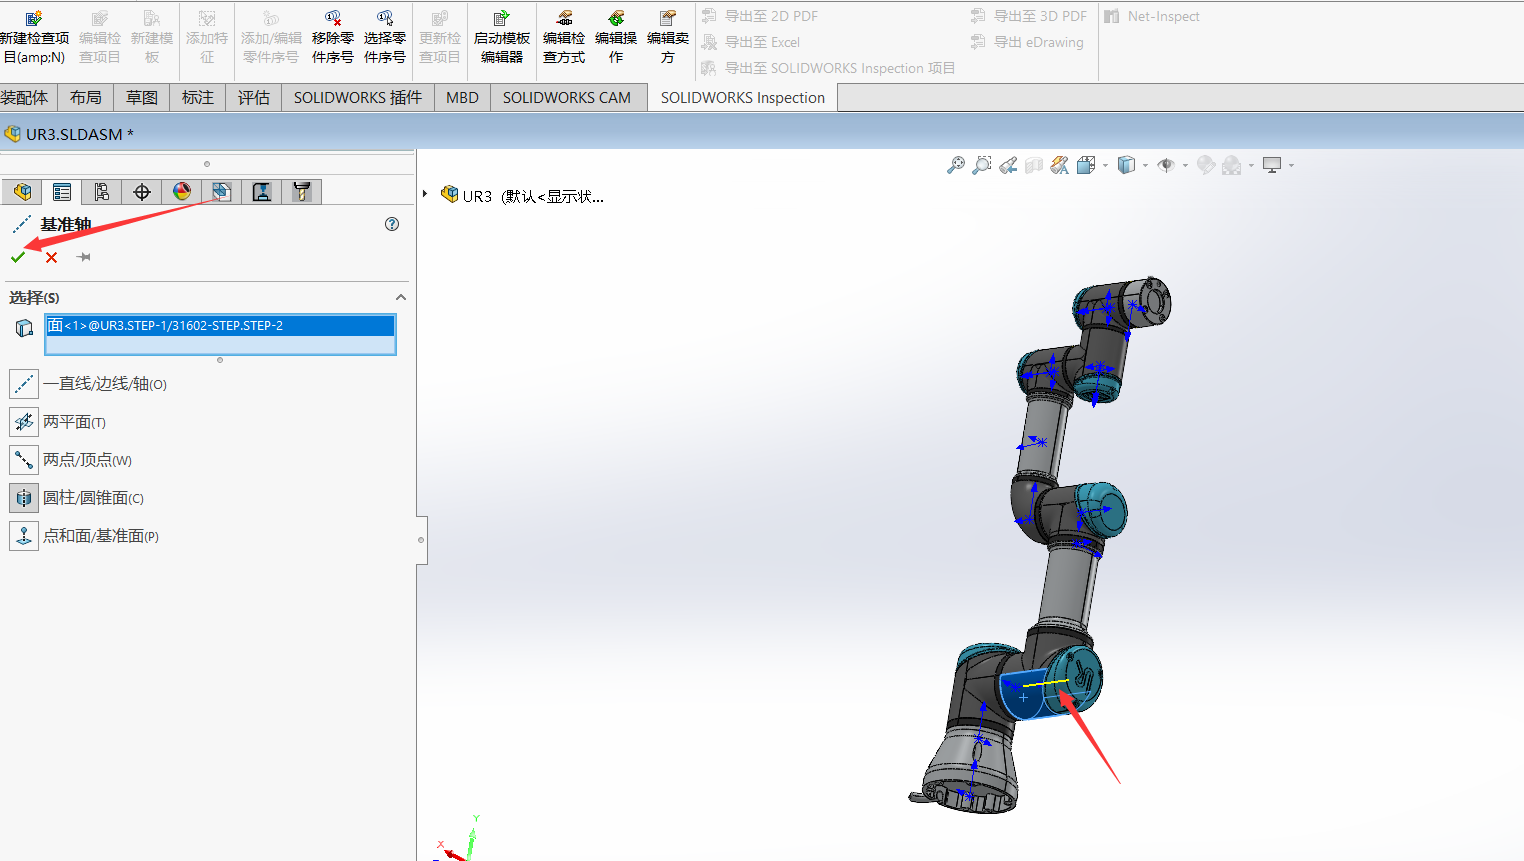 新建检查项目(amp;N)
编辑检查项目
新建模板
添加特征
添加/编辑零件序号
移除零件序号
选择零件序号
更新检查项目
启动模板编辑器
编辑检查方式
编辑操作
编辑卖方
导出至 2D PDF
导出至 Excel
导出至 SOLIDWORKS Inspection 项目
导出至 3D PDF
导出 eDrawing
Net-Inspect
装配体
布局
草图
标注
评估
SOLIDWORKS 插件
MBD
SOLIDWORKS CAM
SOLIDWORKS Inspection
UR3.SLDASM *
UR3 (默认<显示状...
基准轴
选择(S)
面<1>@UR3.STEP-1/31602-STEP.STEP-2
一直线/边线/轴(O)
两平面(T)
两点/顶点(W)
圆柱/圆锥面(C)
点和面/基准面(P)
Y
X